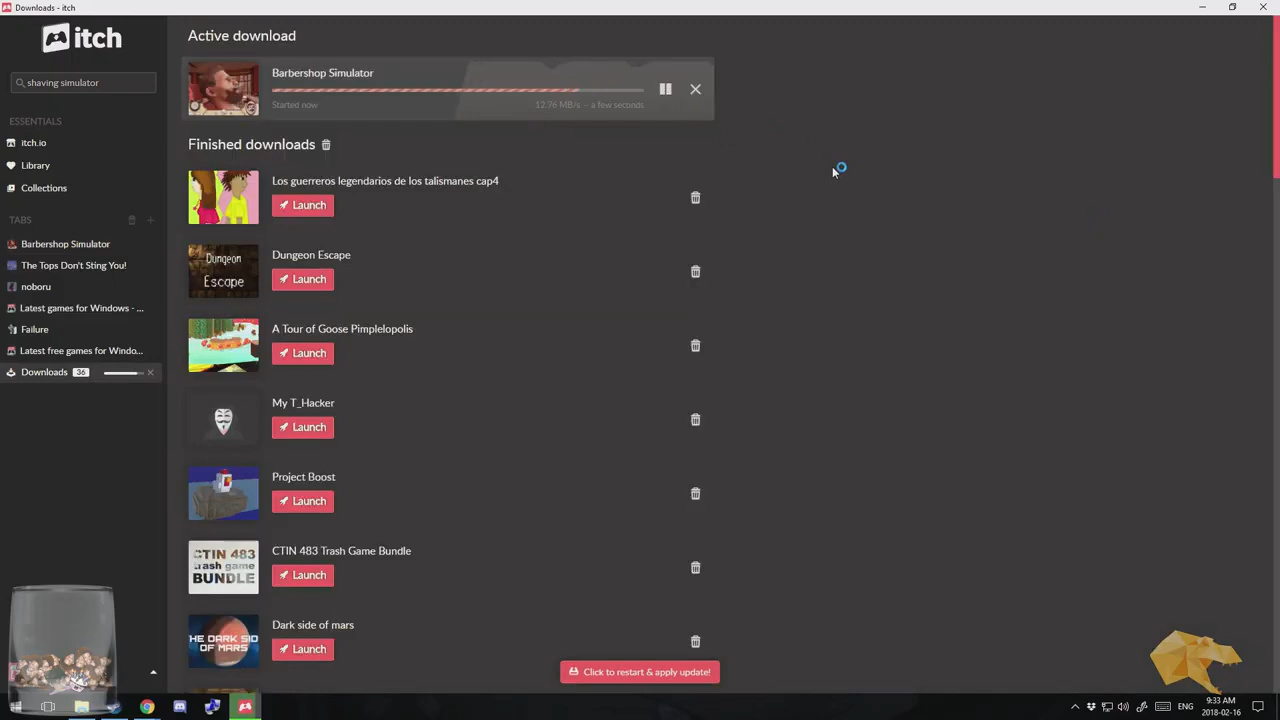 Downloads - itch
itch
shaving simulator
ESSENTIALS
itch.io
Library
Collections
TABS
Barbershop Simulator
The Tops Don't Sting You!
noboru
Latest games for Windows - ...
Failure
Latest free games for Windo...
Downloads 36
Active download
Barbershop Simulator
Started now
12.76 MB/s – a few seconds
Finished downloads
Los guerreros legendarios de los talismanes cap4
Launch
Dungeon Escape
Dungeon Escape
Launch
A Tour of Goose Pimplelopolis
Launch
My T_Hacker
Launch
Project Boost
Launch
CTIN 483
trash game
BUNDLE
CTIN 483 Trash Game Bundle
Launch
THE DARK SIDE
OF MARS
Dark side of mars
Launch
Click to restart & apply update!
ENG
9:33 AM
2018-02-16